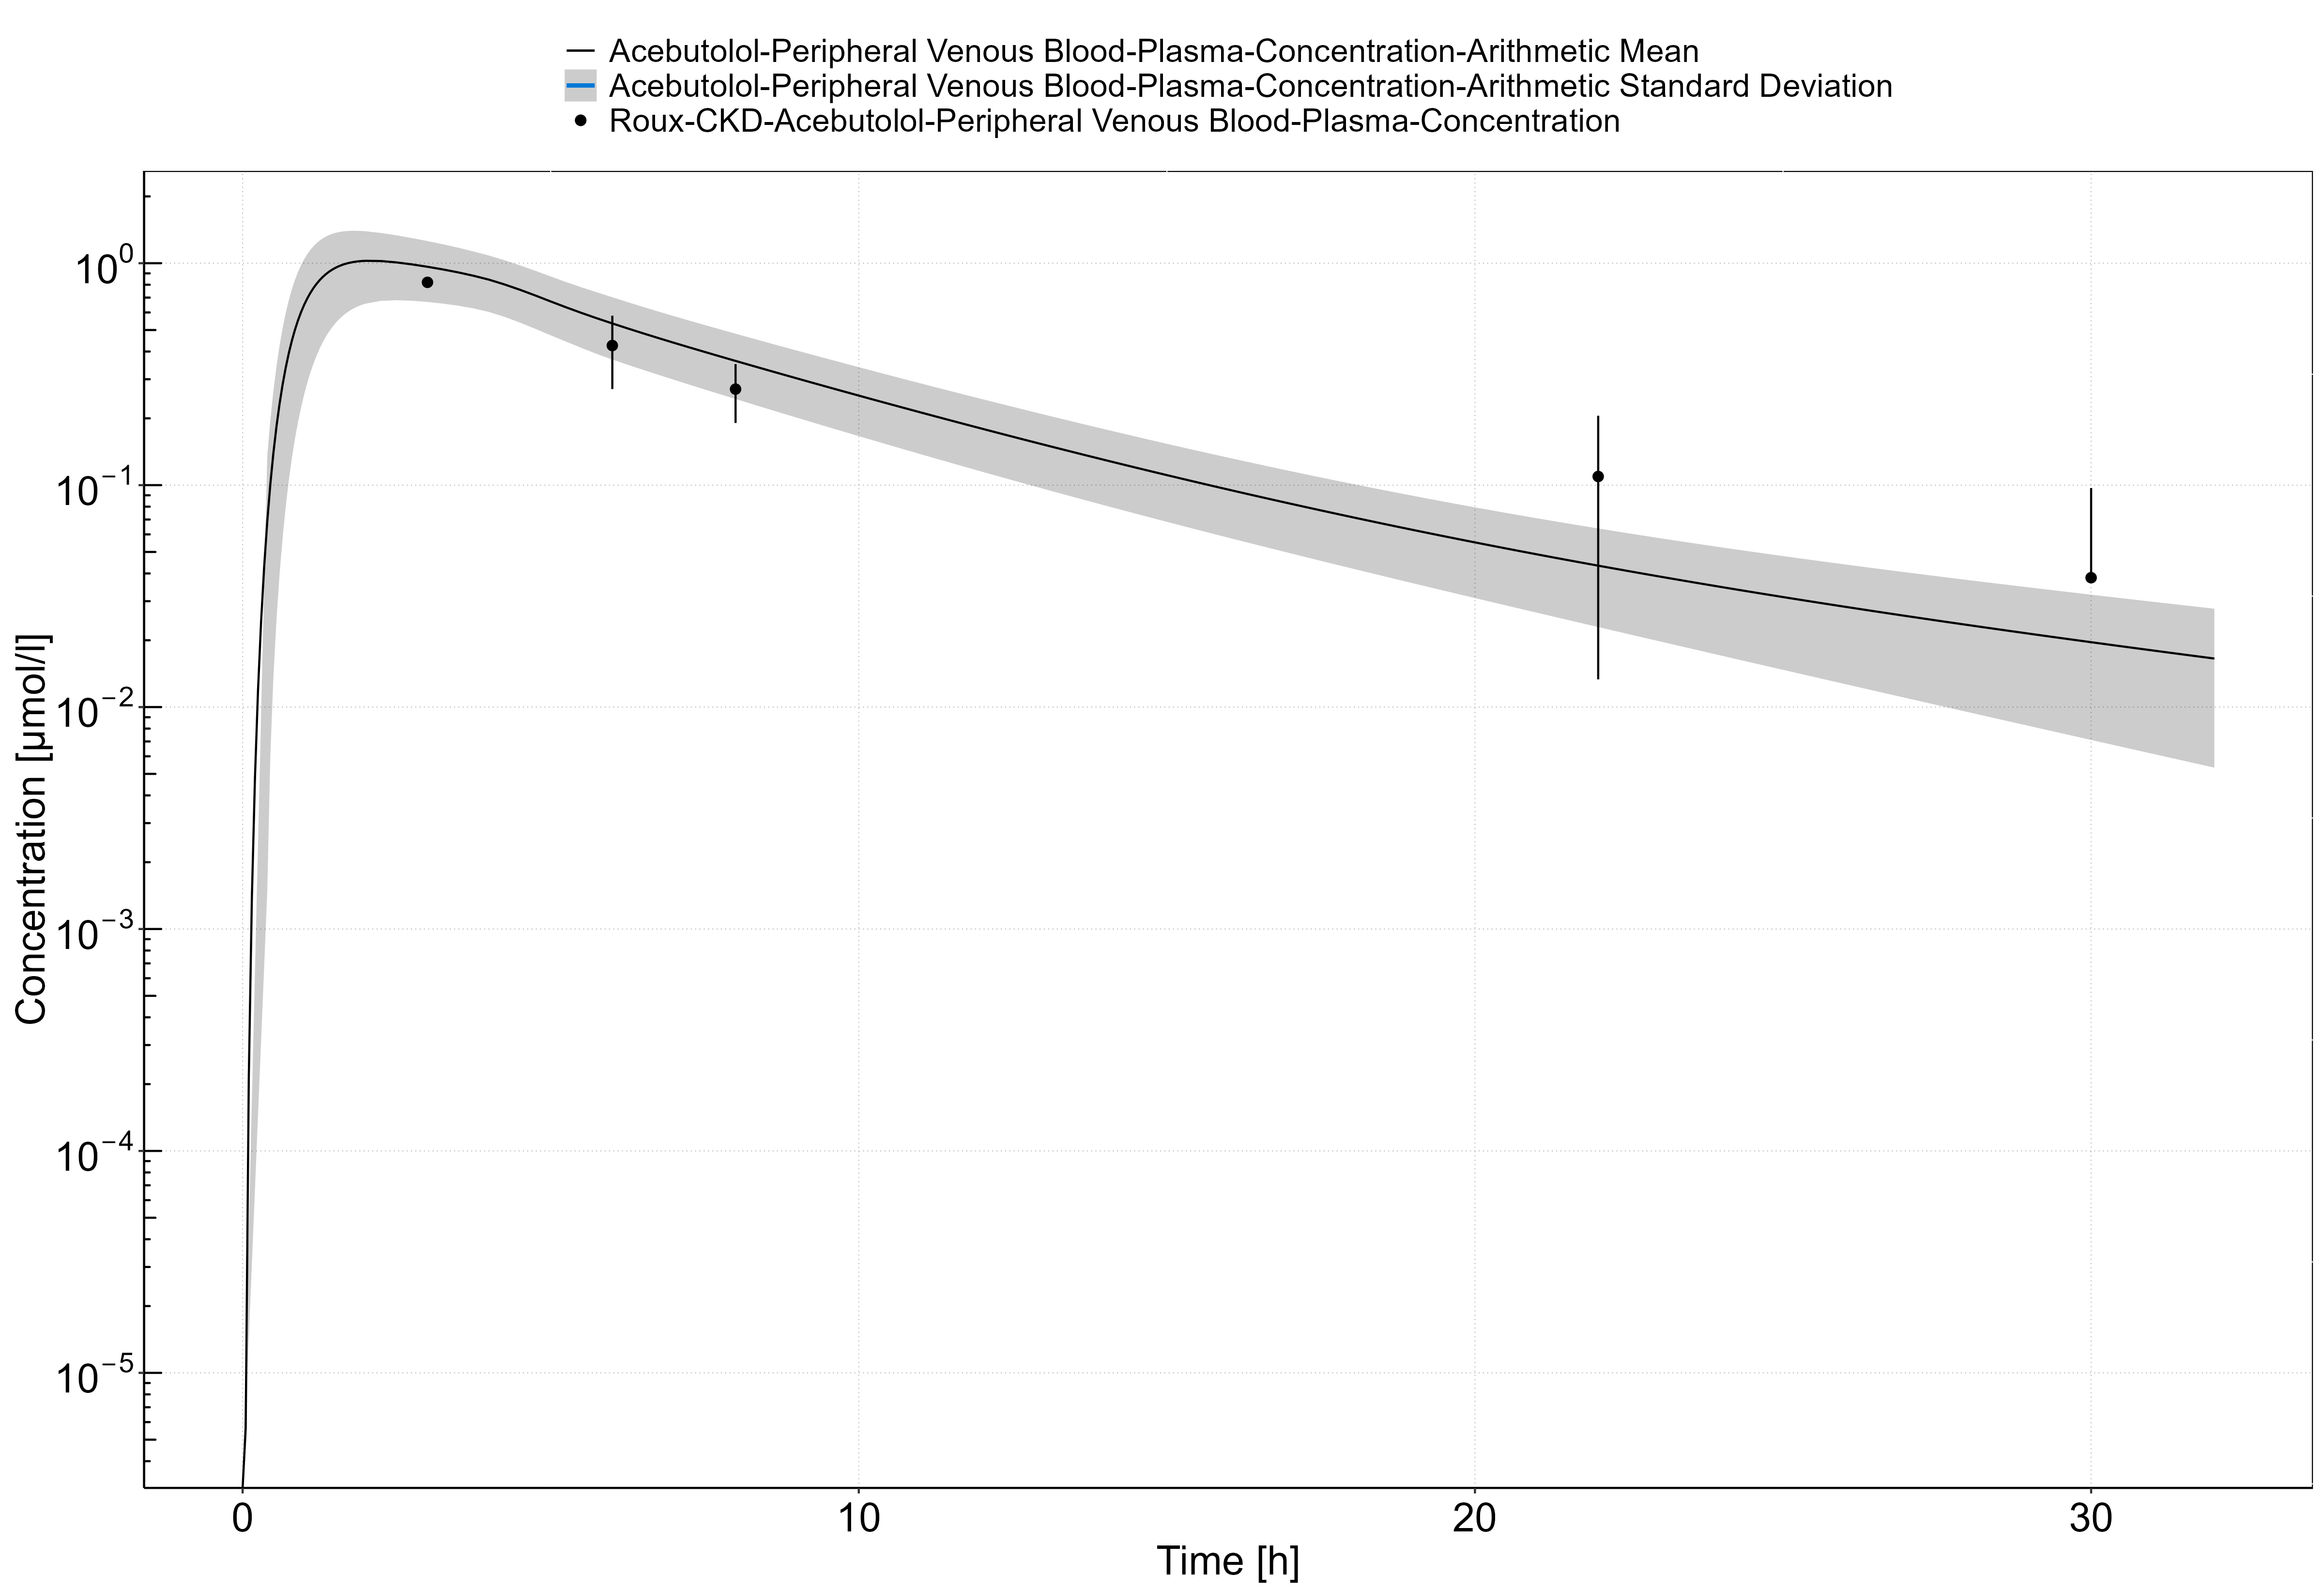 Acebutolol-Peripheral Venous Blood-Plasma-Concentration-Arithmetic Mean
Acebutolol-Peripheral Venous Blood-Plasma-Concentration-Arithmetic Standard Deviation
Roux-CKD-Acebutolol-Peripheral Venous Blood-Plasma-Concentration
10⁰
10⁻¹
10⁻²
10⁻³
10⁻⁴
10⁻⁵
Concentration [µmol/l]
0 10 20 30
Time [h]